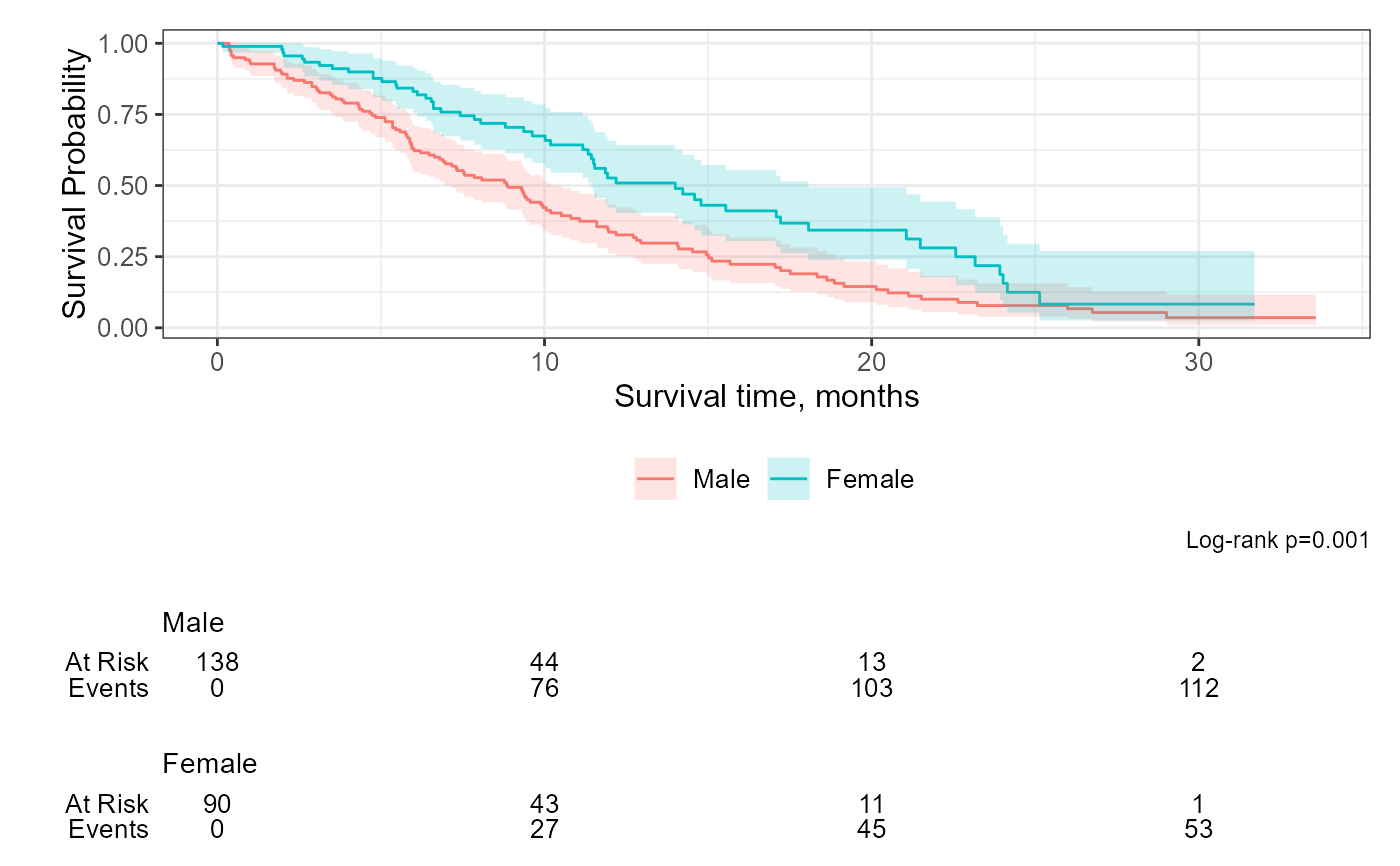 Survival Probability
1.00
0.75
0.50
0.25
0.00
0 10 20 30
Survival time, months
Male Female
Log-rank p=0.001
Male
At Risk 138 44 13 2
Events 0 76 103 112
Female
At Risk 90 43 11 1
Events 0 27 45 53